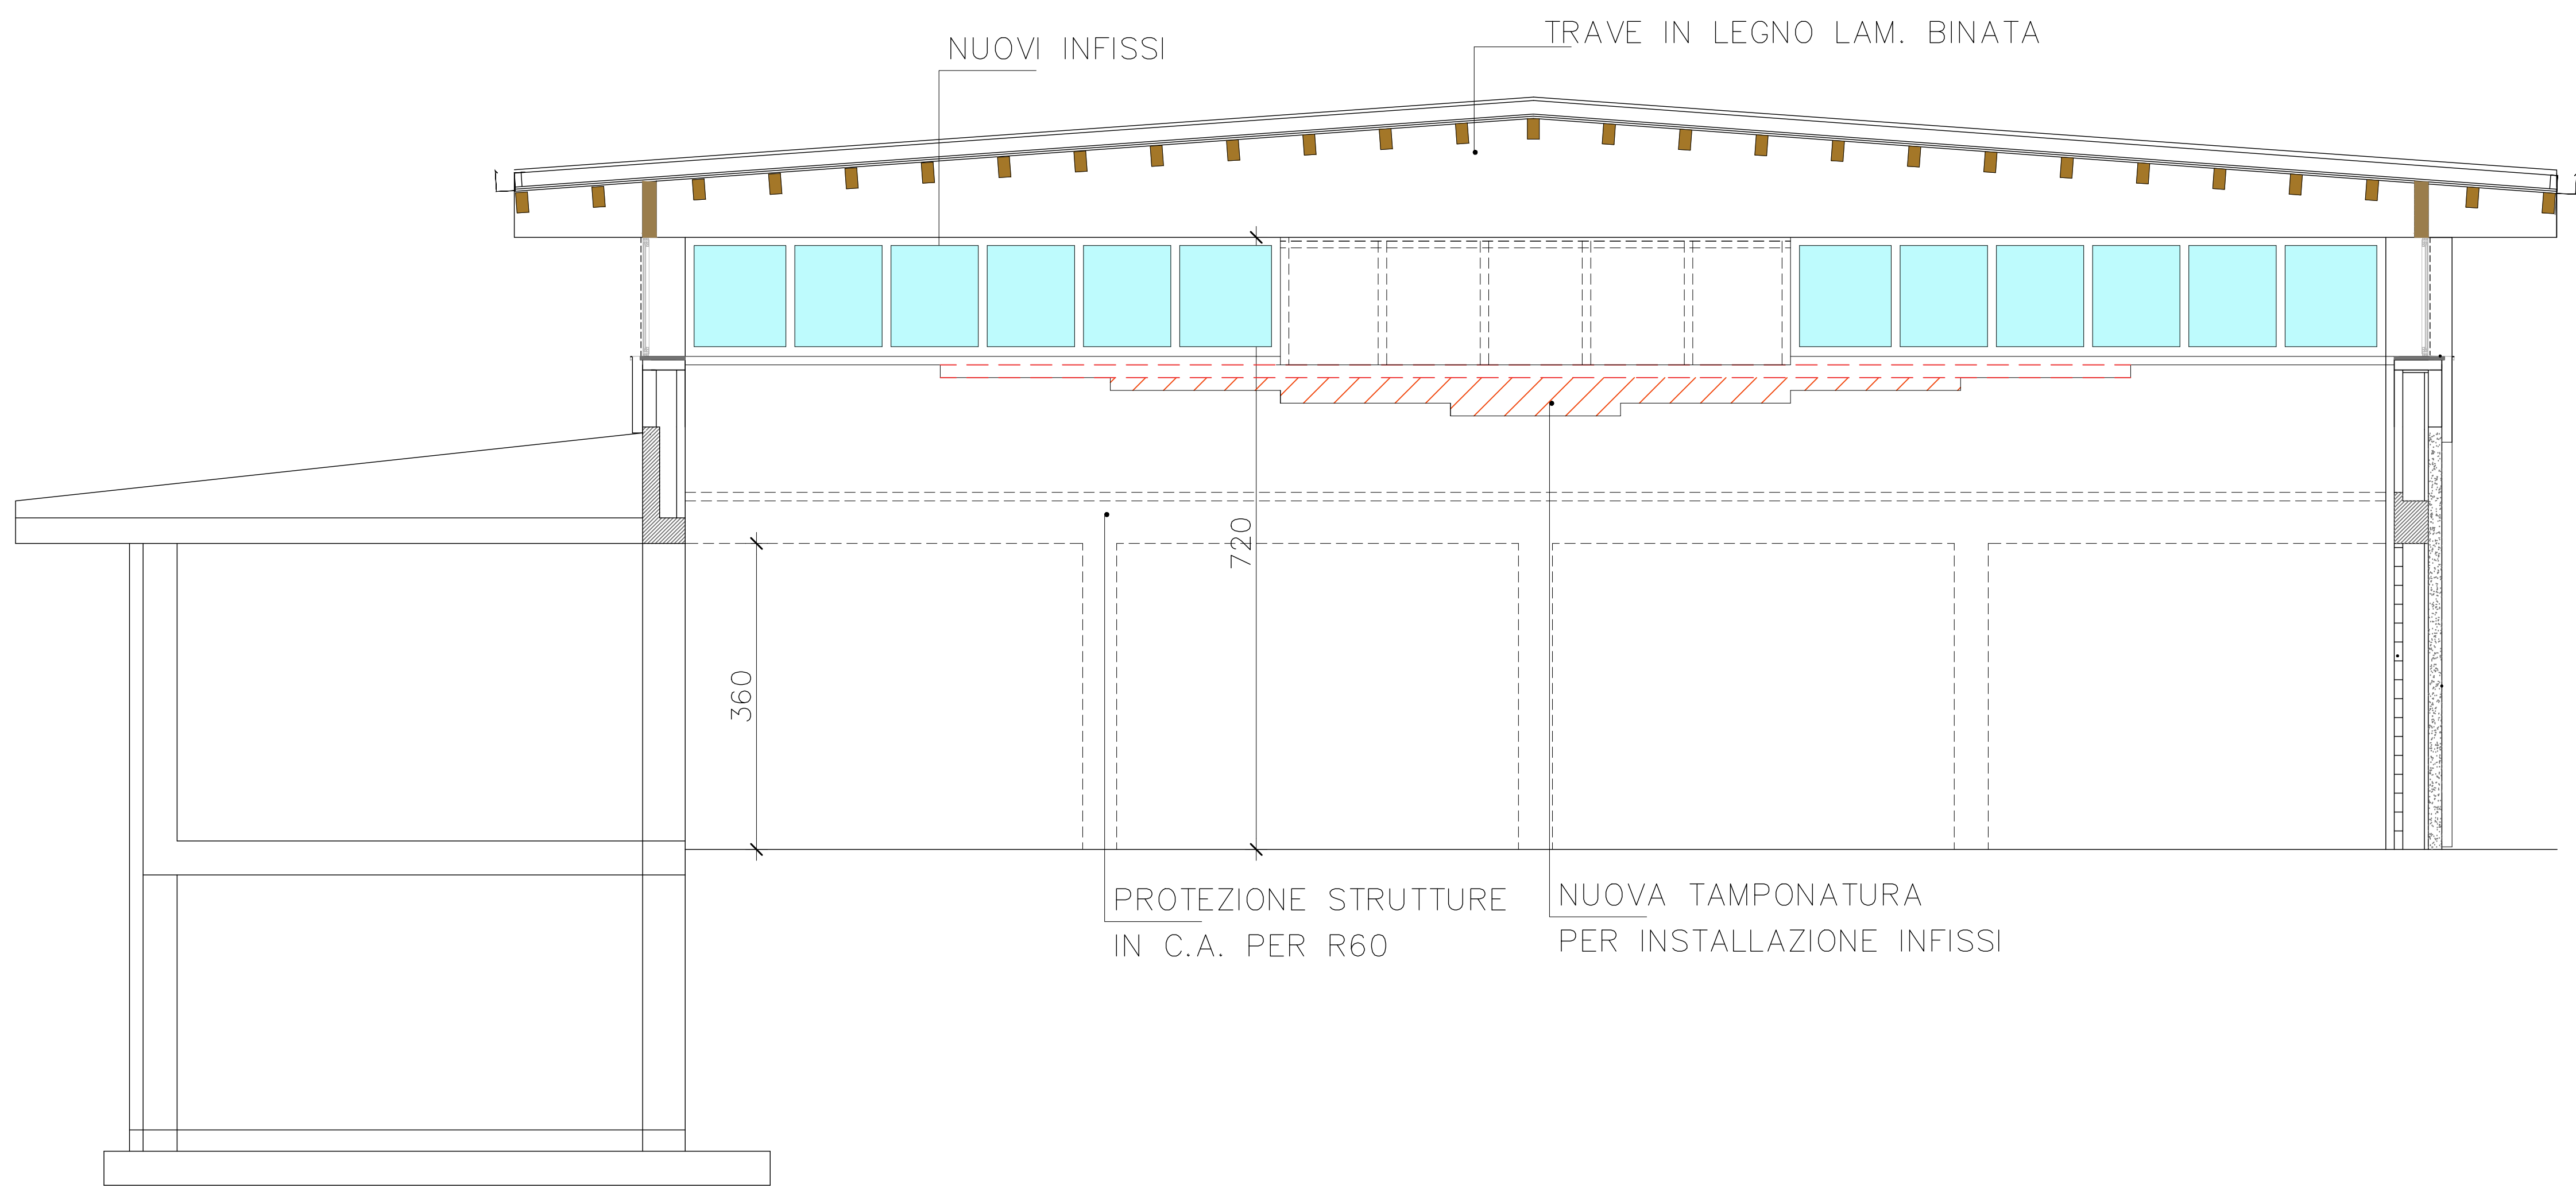 NUOVI INFISSI
TRAVE IN LEGNO LAM. BINATA
720
360
PROTEZIONE STRUTTURE
IN C.A. PER R60
NUOVA TAMPONATURA
PER INSTALLAZIONE INFISSI